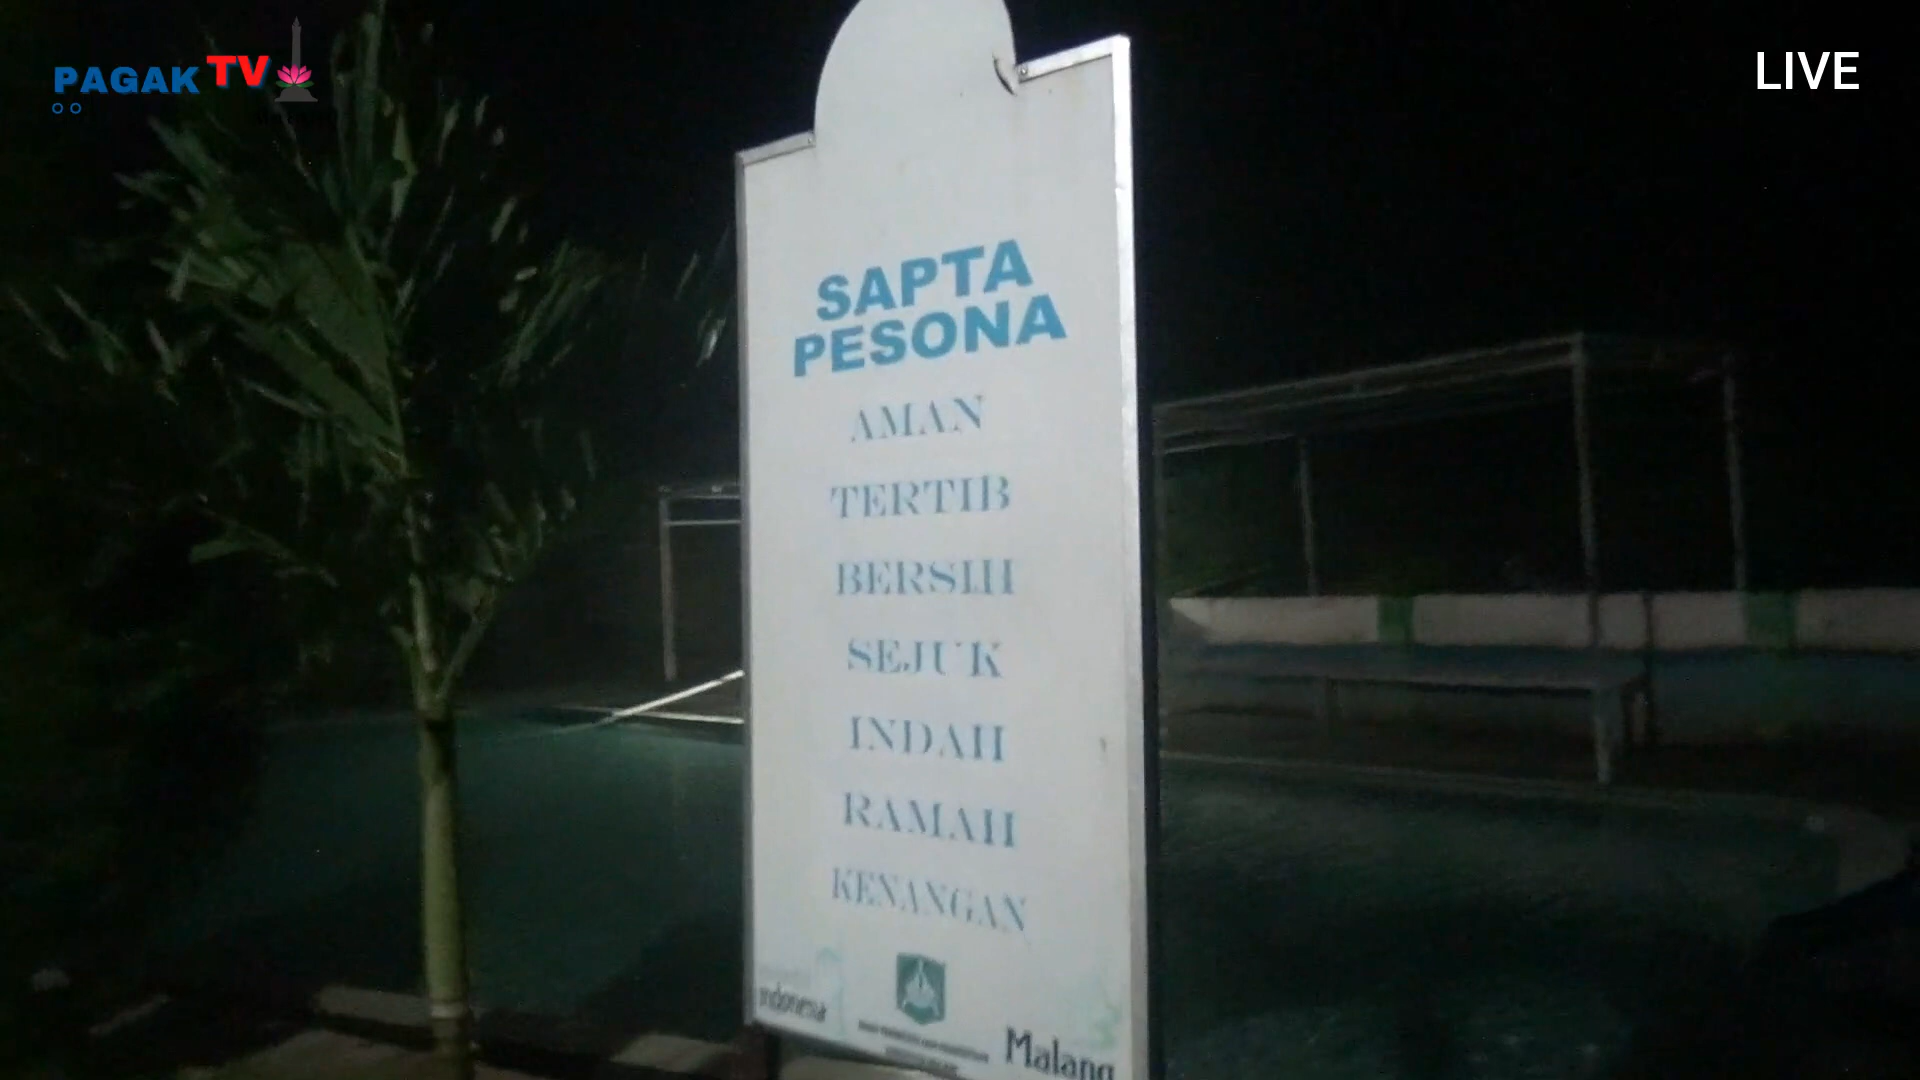 PAGAK TV
LIVE
SAPTA
PESONA
AMAN
TERTIB
BERSIH
SEJUK
INDAH
RAMAH
KENANGAN
indonesia
Malang